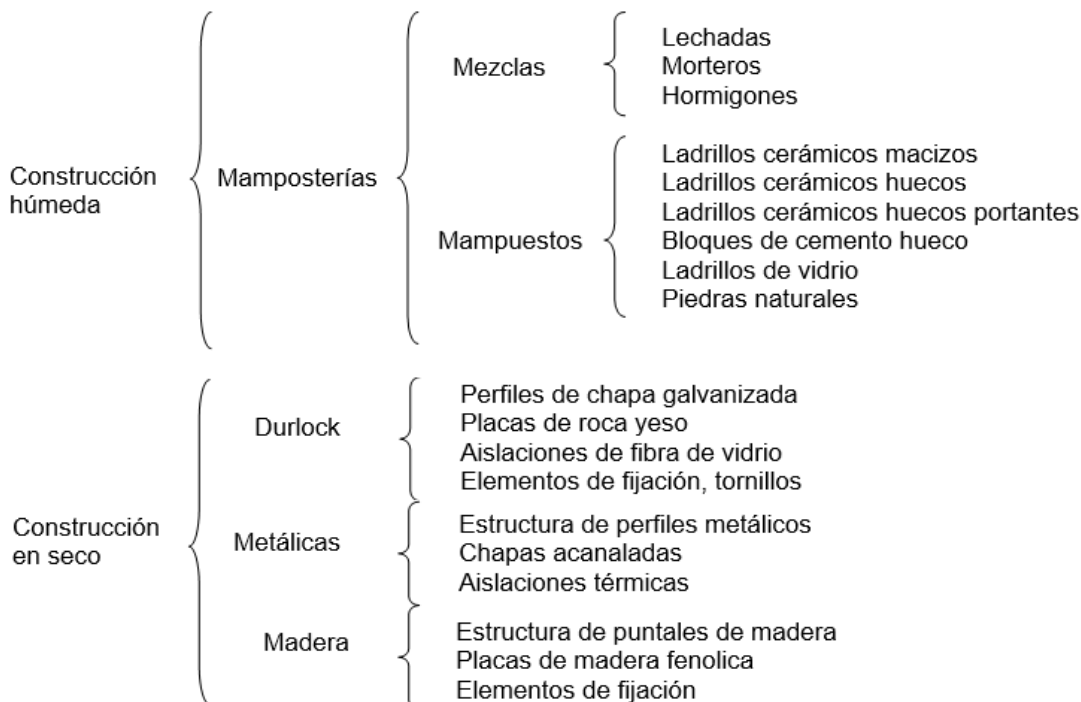 Construcción
húmeda
Mamposterías
Mezclas
Lechadas
Morteros
Hormigones
Mampuestos
Ladrillos cerámicos macizos
Ladrillos cerámicos huecos
Ladrillos cerámicos huecos portantes
Bloques de cemento hueco
Ladrillos de vidrio
Piedras naturales
Construcción
en seco
Durlock
Perfiles de chapa galvanizada
Placas de roca yeso
Aislaciones de fibra de vidrio
Elementos de fijación, tornillos
Metálicas
Estructura de perfiles metálicos
Chapas acanaladas
Aislaciones térmicas
Madera
Estructura de puntales de madera
Placas de madera fenolica
Elementos de fijación